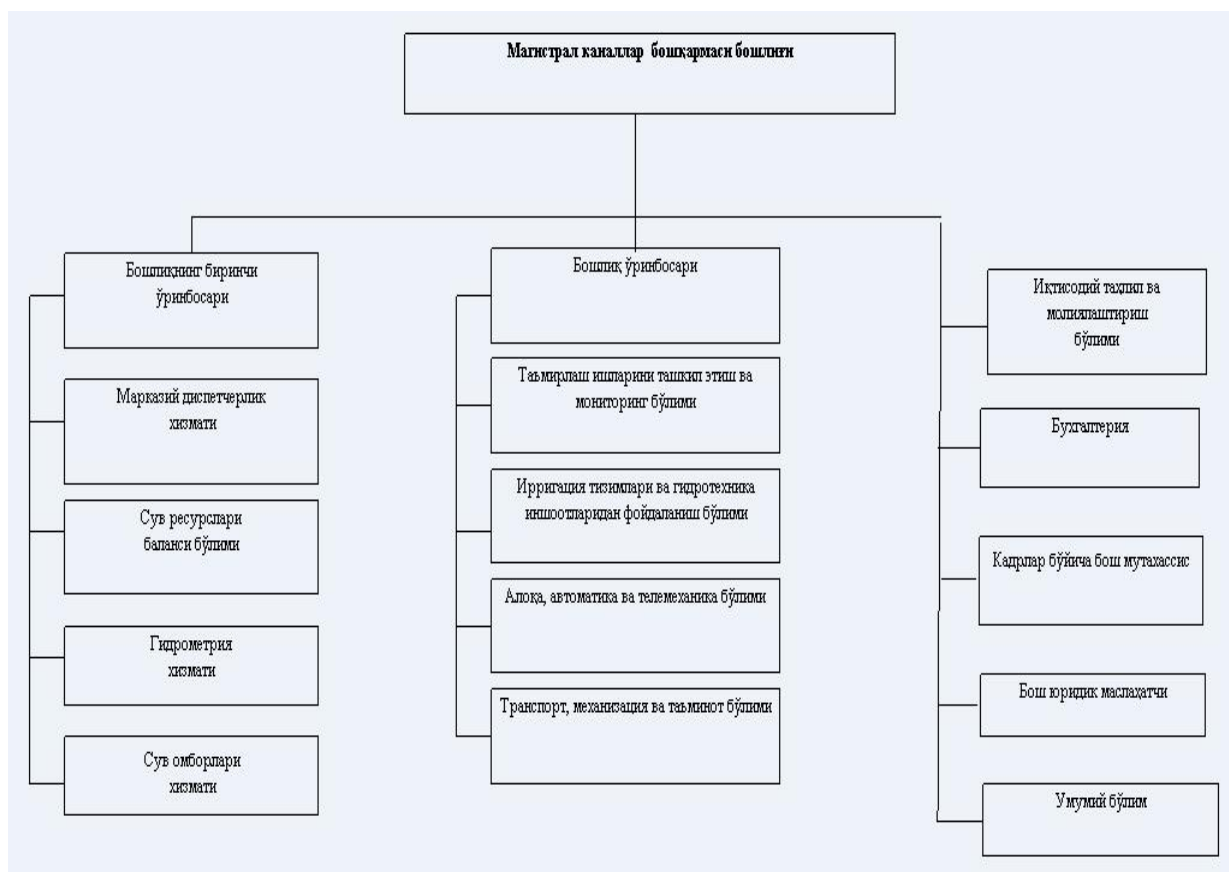 Магистрал каналлар бошқармаси бошлиғи
Бошлиқнинг биринчи
ўринбосари
Марказий диспетчерлик
хизмати
Сув ресурслари
баланси бўлими
Гидрометрия
хизмати
Сув омборлари
хизмати
Бошлиқ ўринбосари
Таъмирлаш ишларини ташкил этиш ва
мониторинг бўлими
Ирригация тизимлари ва гидротехника
иншоотларидан фойдаланиш бўлими
Алоқа, автоматика ва телемеханика бўлими
Транспорт, механизация ва таъминот бўлими
Иқтисодий таҳлил ва
молиялаштириш
бўлими
Бухгалтерия
Кадрлар бўйича бош мутахассис
Бош юридик маслаҳатчи
Умумий бўлим